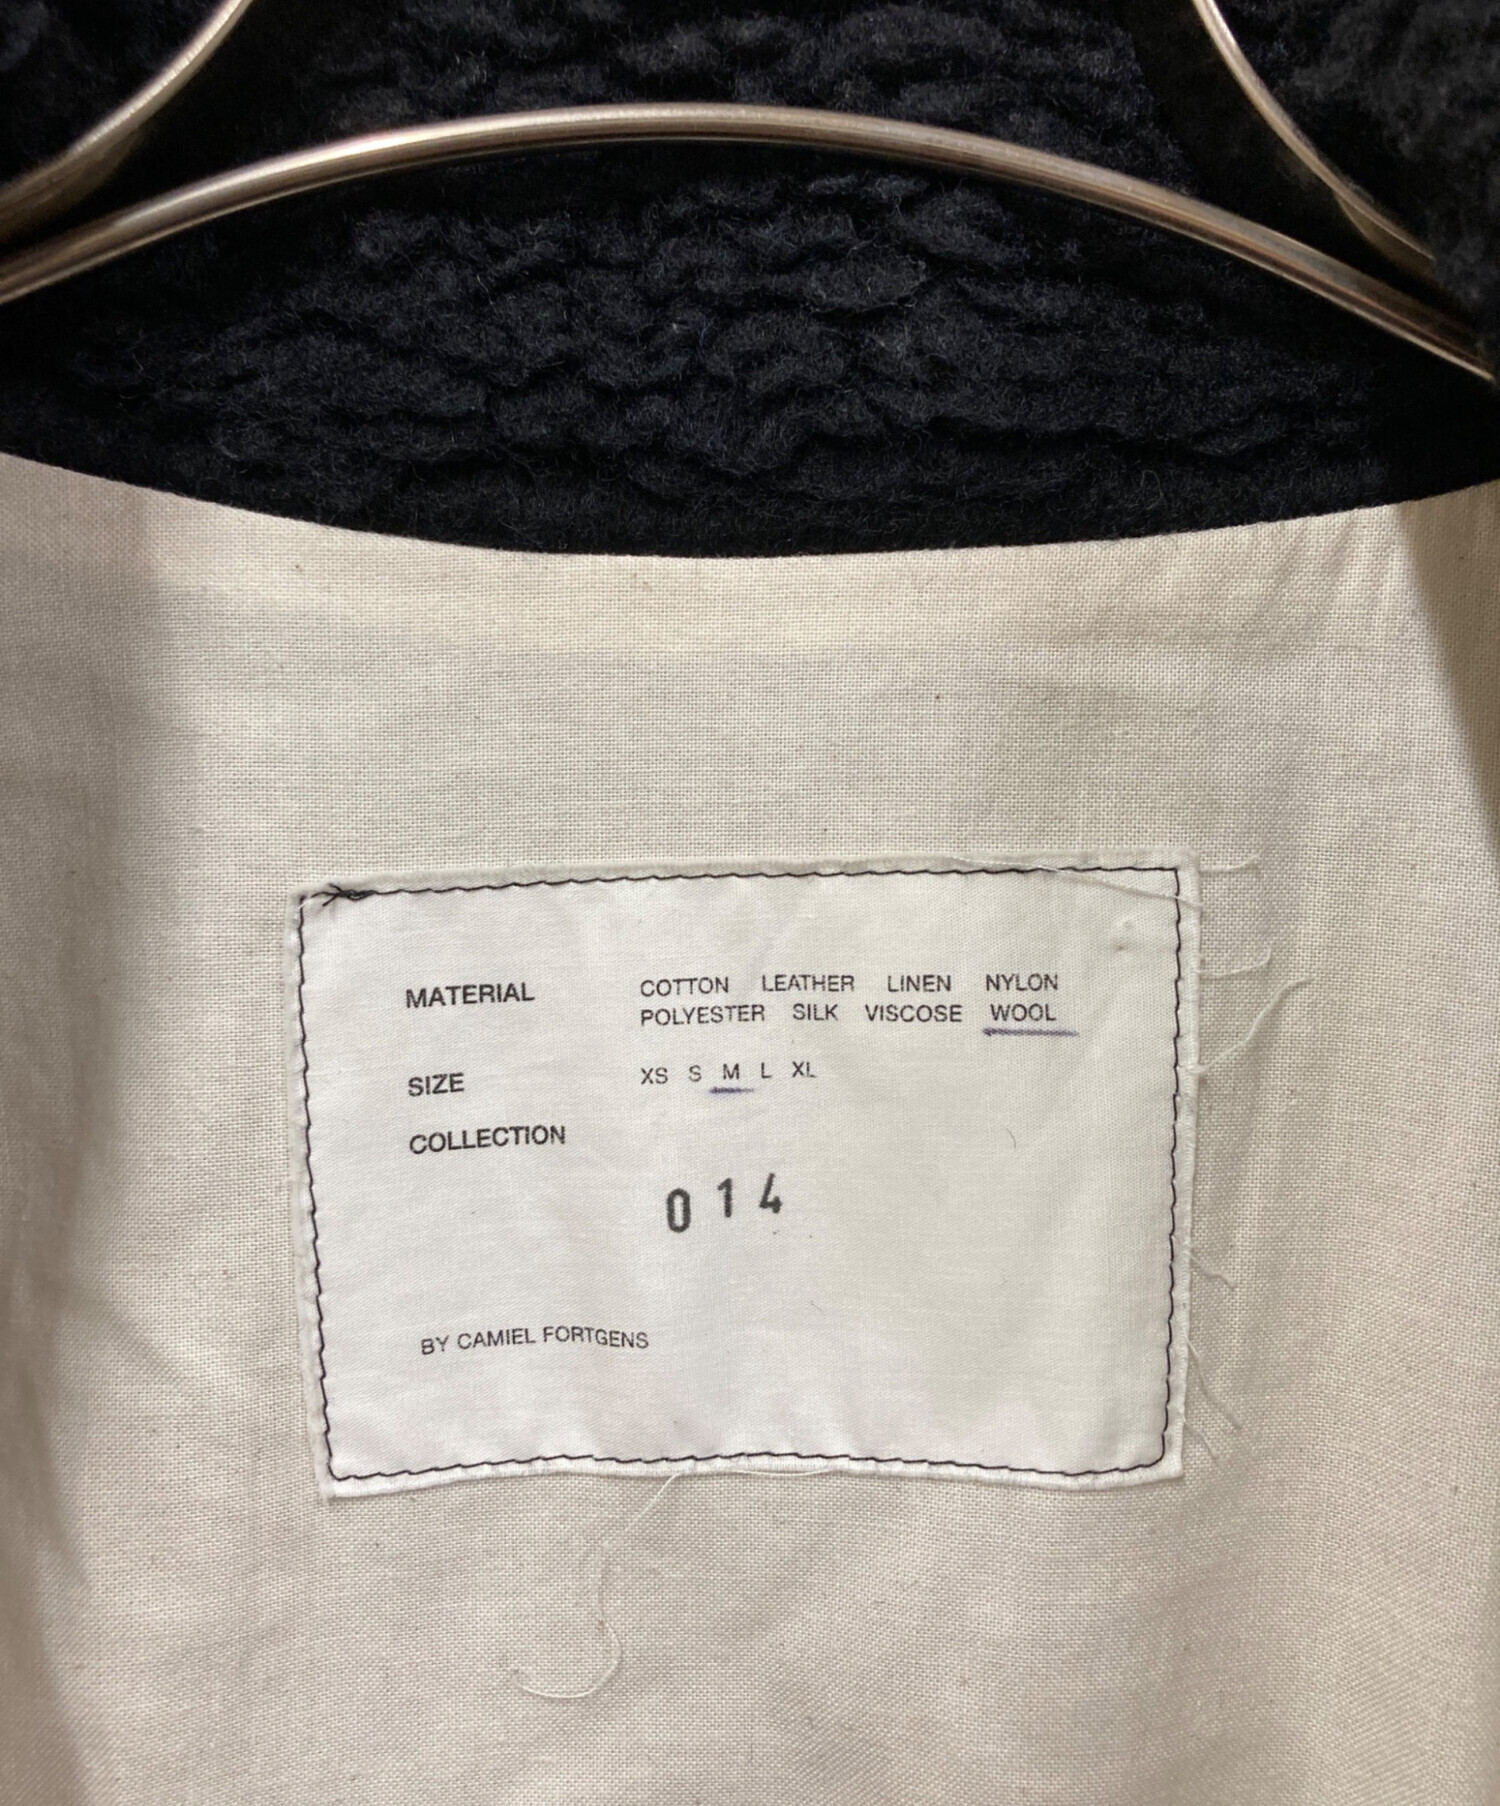 MATERIAL COTTON LEATHER LINEN NYLON
POLYESTER SILK VISCOSE WOOL
SIZE XS S M L XL
COLLECTION
014
BY CAMIEL FORTGENS